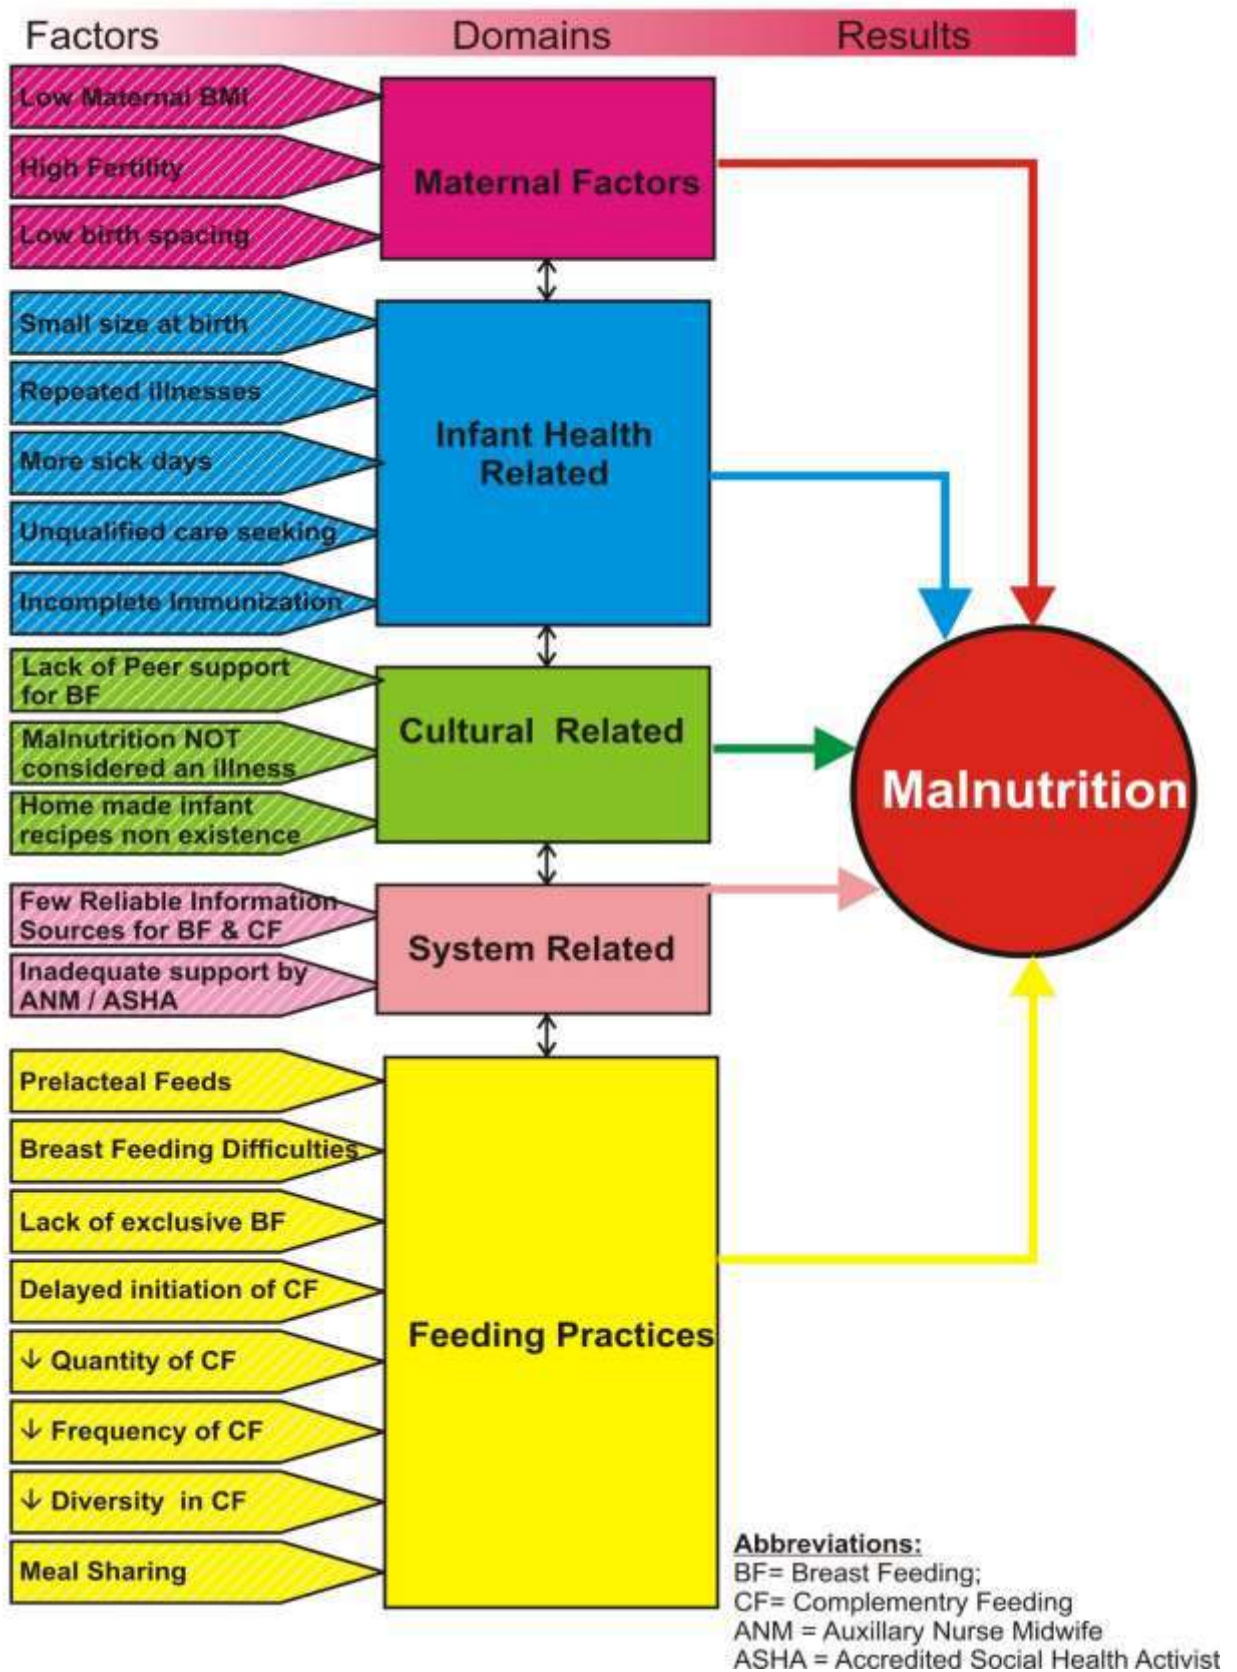 Factors Domains Results
Low Maternal BMI
High Fertility
Low birth spacing
Maternal Factors
Small size at birth
Repeated illnesses
More sick days
Unqualified care seeking
Incomplete Immunization
Infant Health
Related
Lack of Peer support
for BF
Malnutrition NOT
considered an illness
Home made infant
recipes non existence
Cultural Related
Few Reliable Information
Sources for BF & CF
Inadequate support by
ANM / ASHA
System Related
Prelacteal Feeds
Breast Feeding Difficulties
Lack of exclusive BF
Delayed initiation of CF
↓ Quantity of CF
↓ Frequency of CF
↓ Diversity in CF
Meal Sharing
Feeding Practices
Malnutrition
Abbreviations:
BF= Breast Feeding;
CF= Complementry Feeding
ANM = Auxillary Nurse Midwife
ASHA = Accredited Social Health Activist